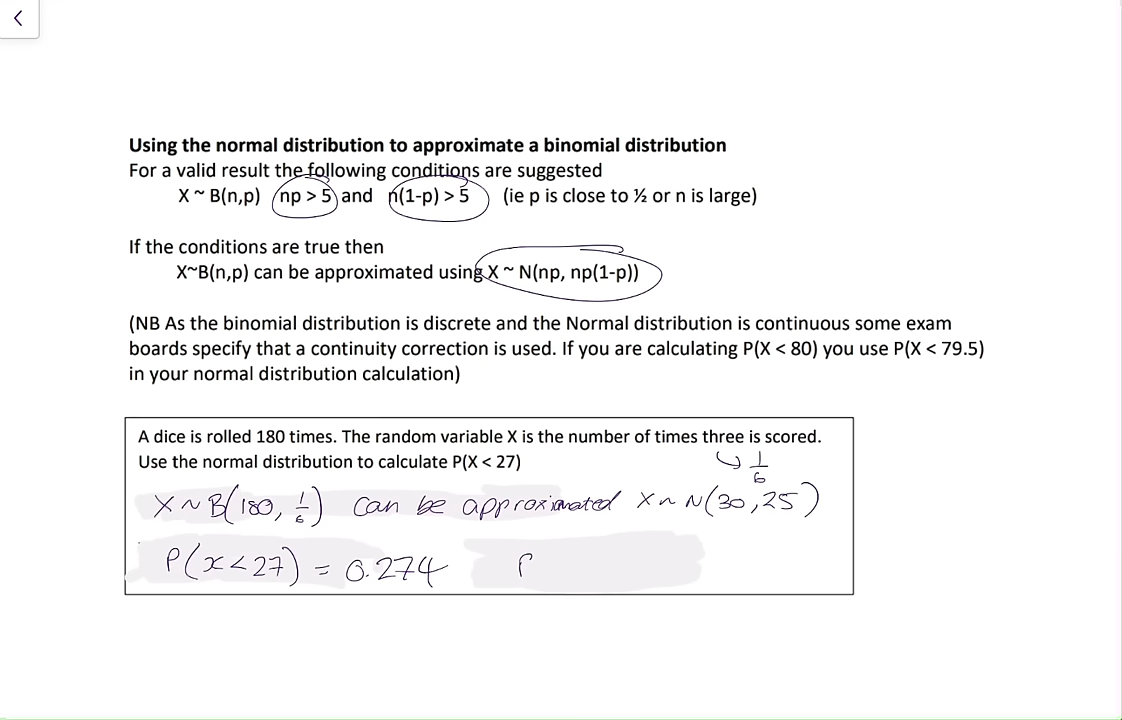 Using the normal distribution to approximate a binomial distribution
For a valid result the following conditions are suggested
X ~ B(n,p) np > 5 and n(1-p) > 5 (ie p is close to ½ or n is large)
If the conditions are true then
X~B(n,p) can be approximated using X ~ N(np, np(1-p))
(NB As the binomial distribution is discrete and the Normal distribution is continuous some exam
boards specify that a continuity correction is used. If you are calculating P(X < 80) you use P(X < 79.5)
in your normal distribution calculation)
A dice is rolled 180 times. The random variable X is the number of times three is scored.
Use the normal distribution to calculate P(X < 27)
1/6
X ~ B(180, 1/6) can be approximated X ~ N(30, 25)
P(x < 27) = 0.274 P